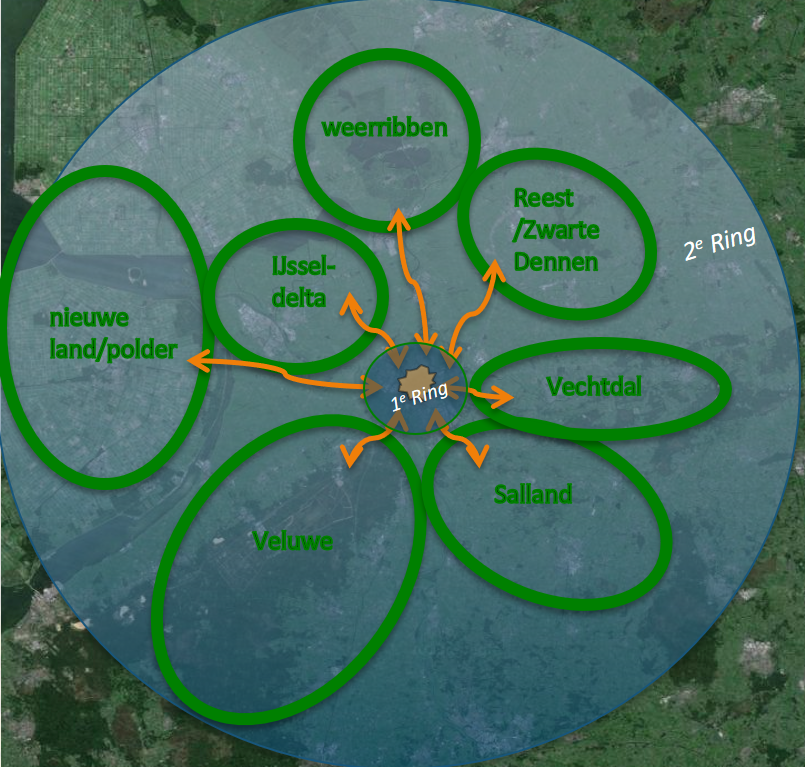 weerribben
Reest
/Zwarte
Dennen
2e Ring
IJssel-
delta
nieuwe
land/polder
1e Ring
Vechtdal
Salland
Veluwe